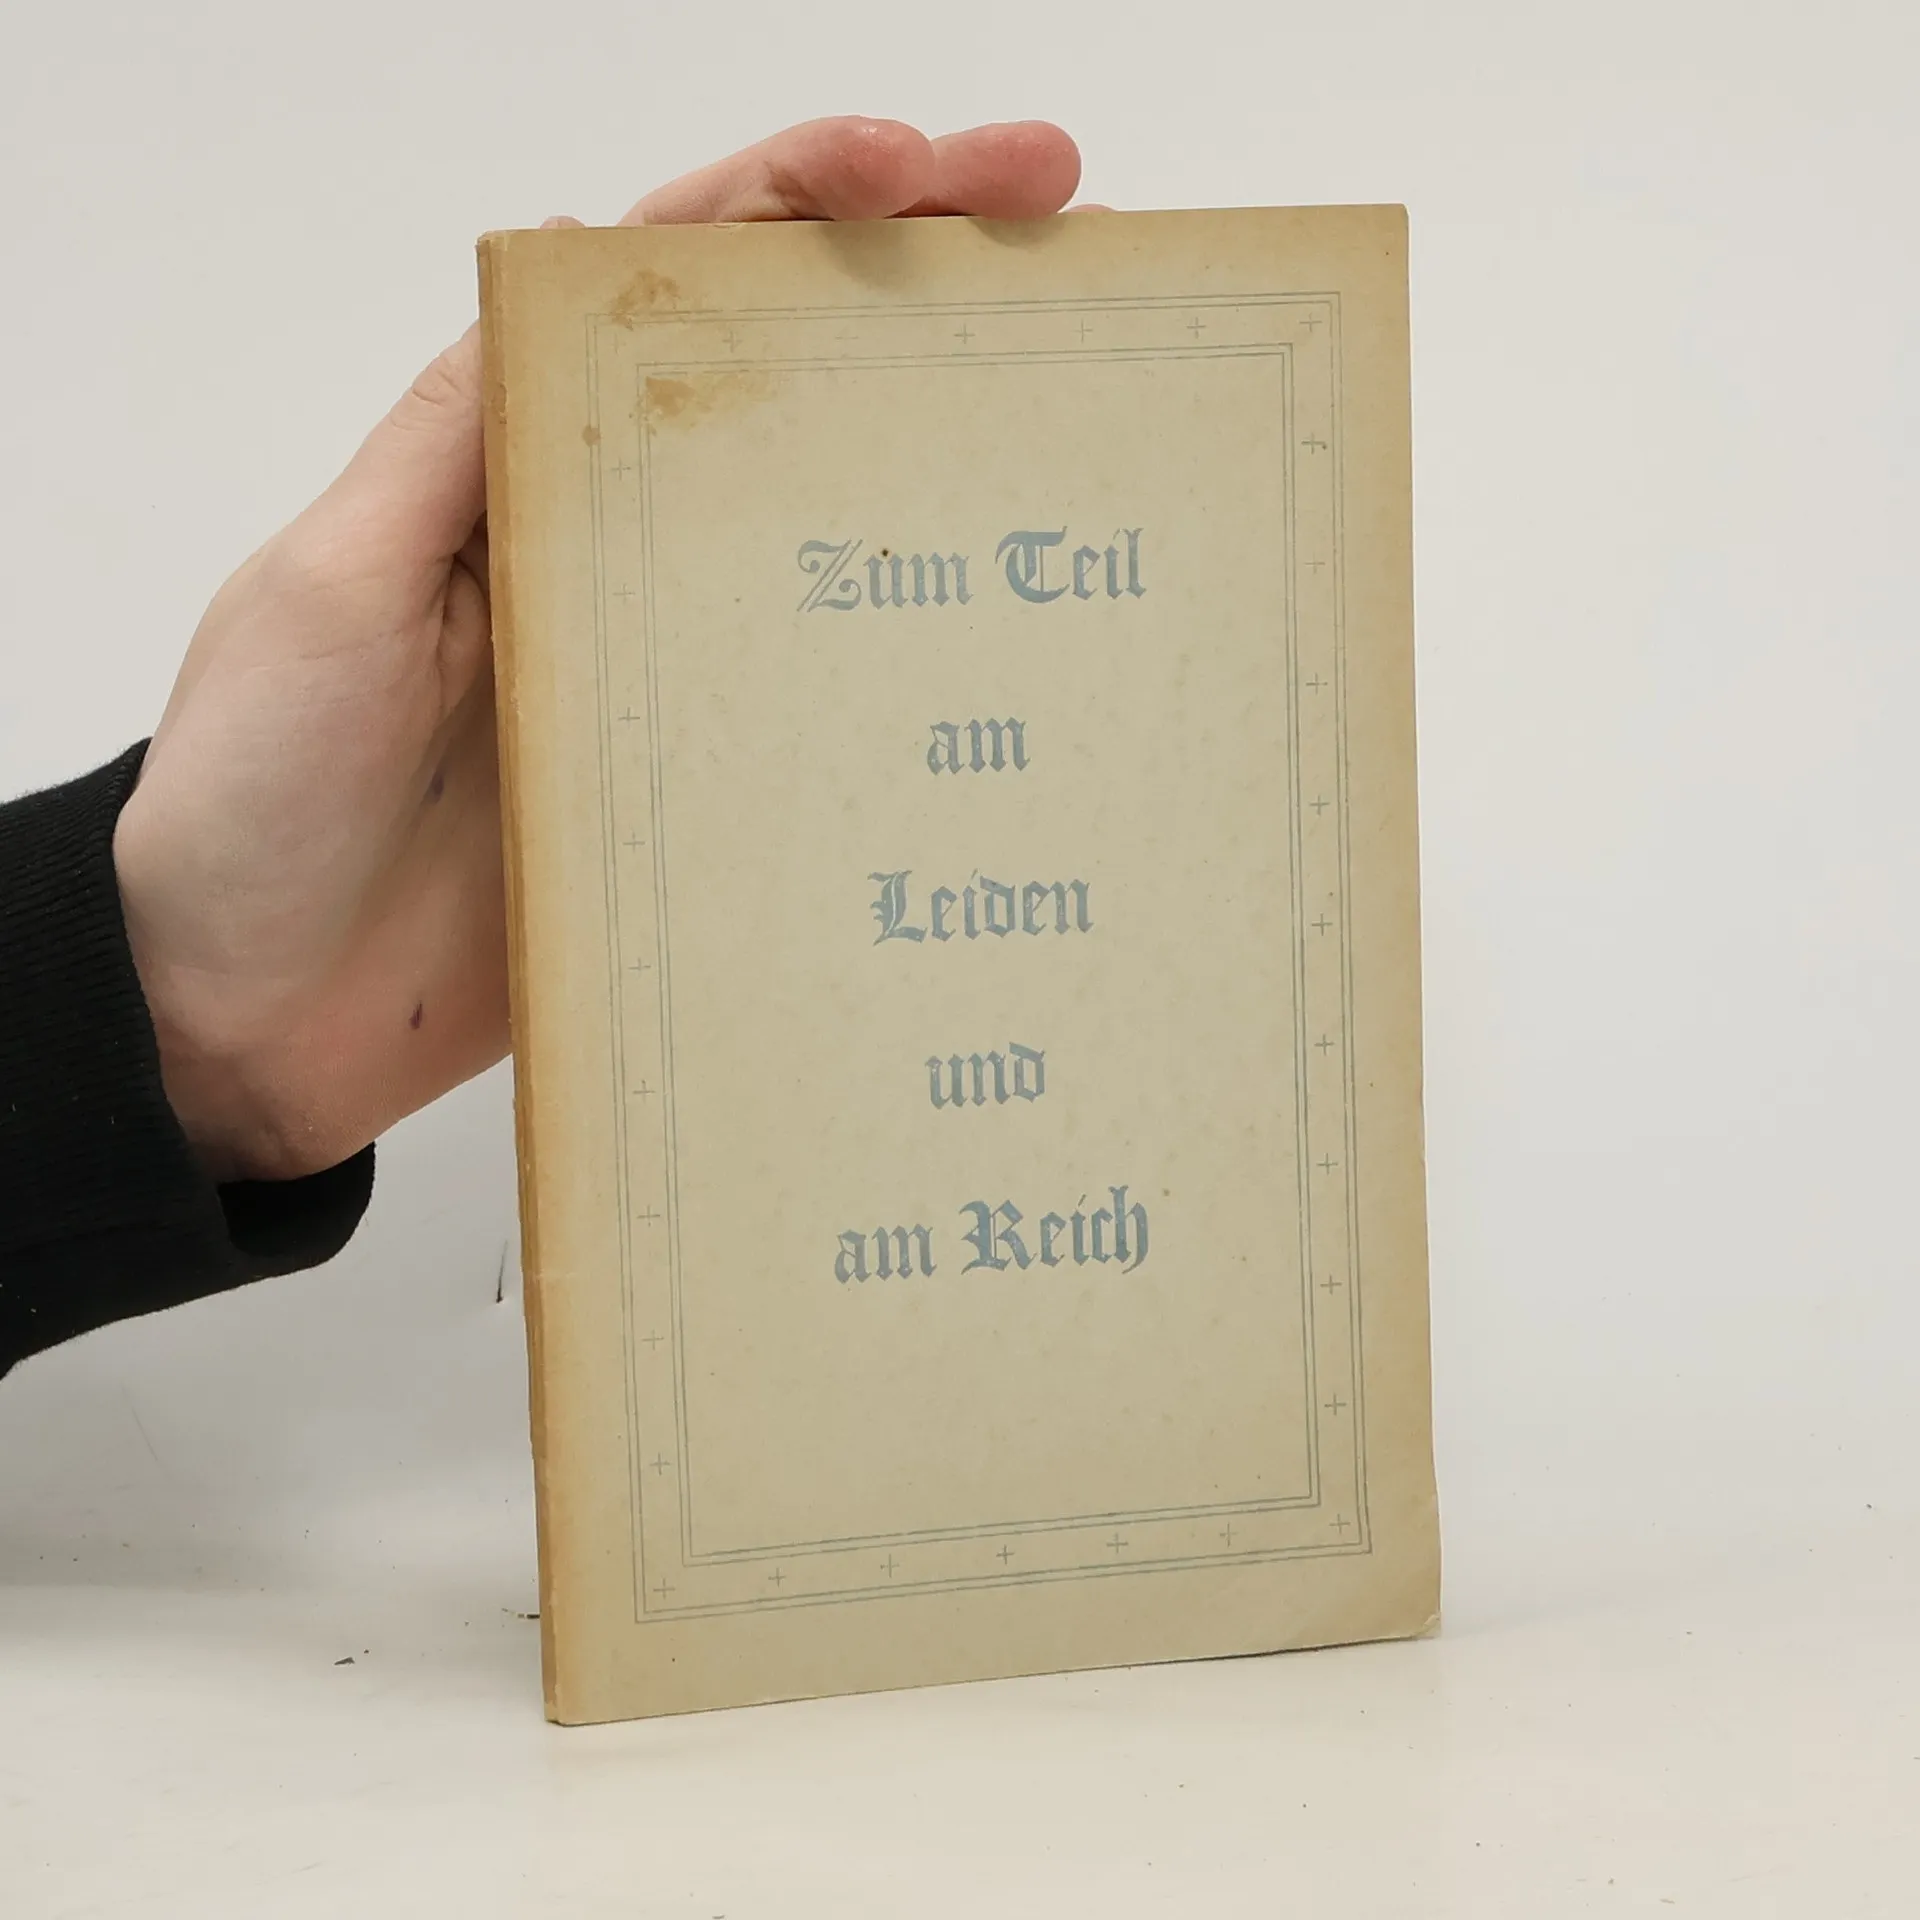 Zum Teil
am
Leiden
und
am Reich